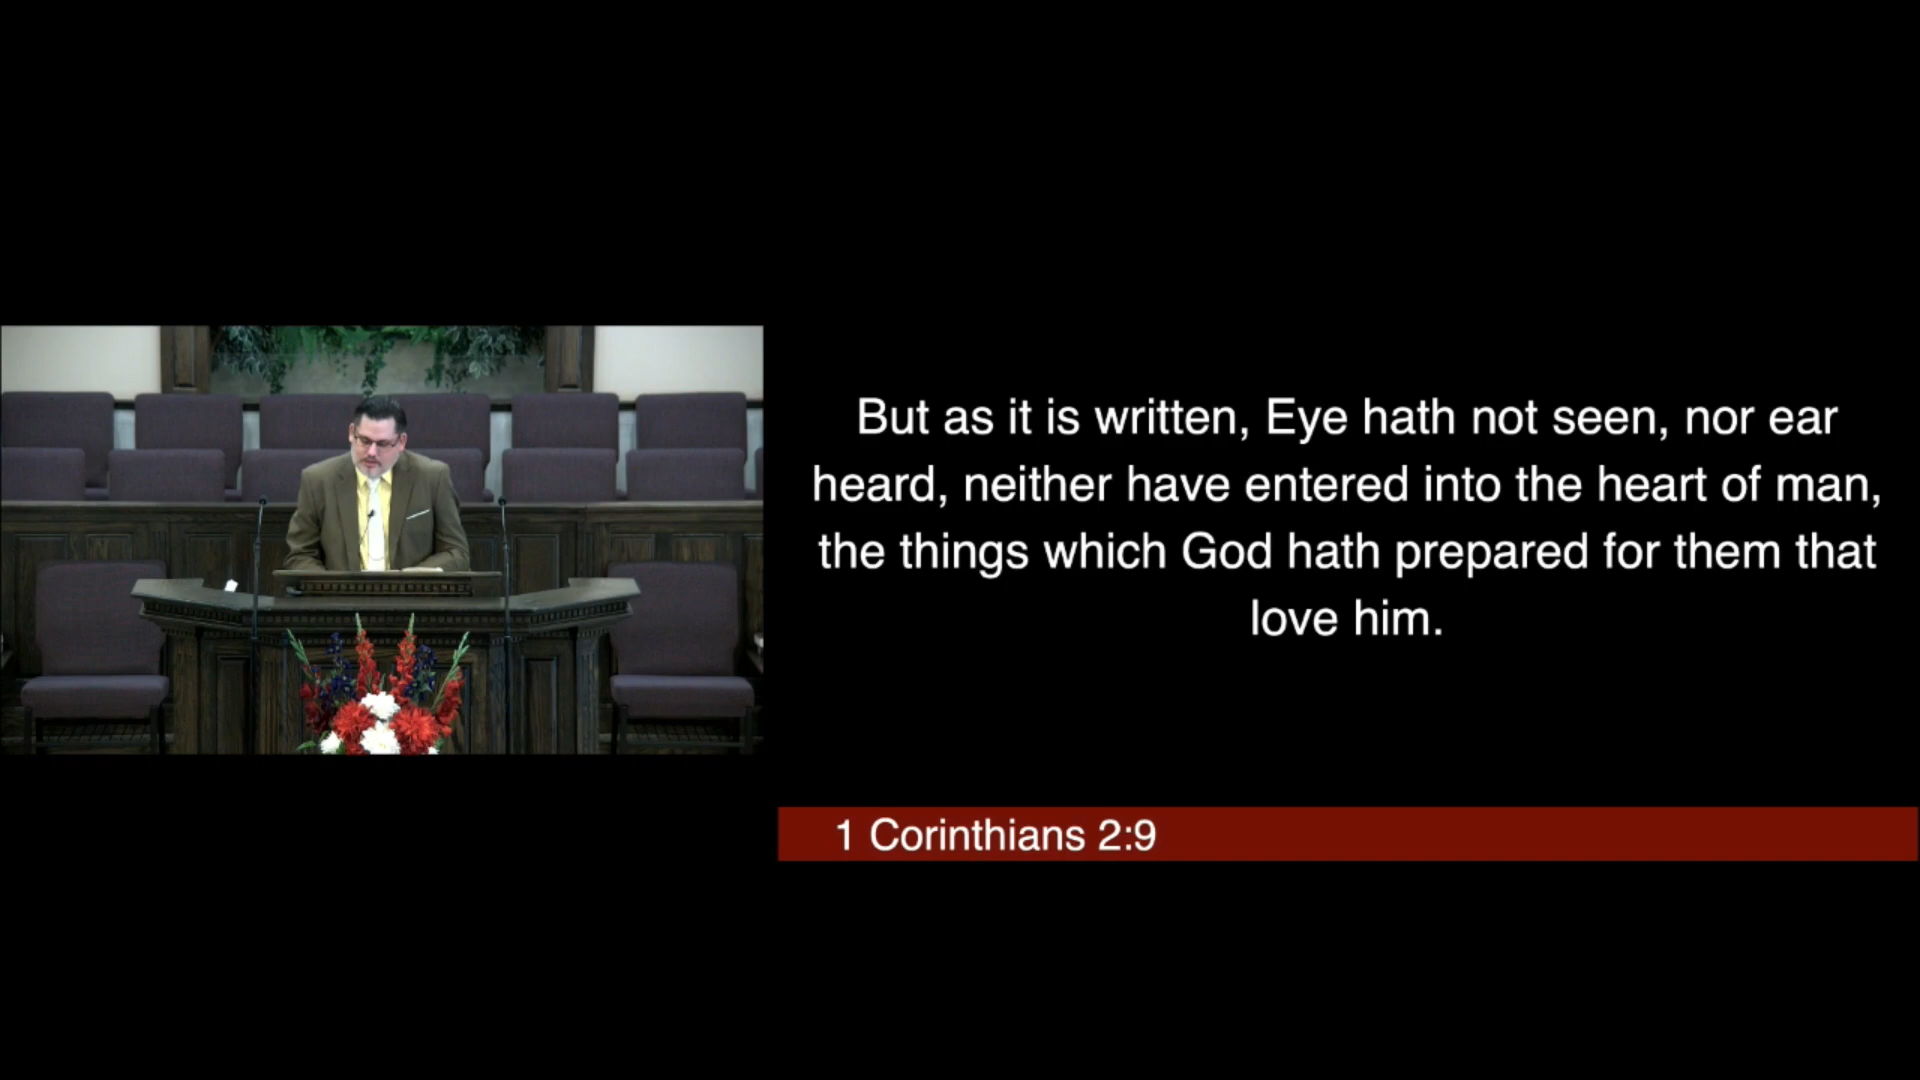 But as it is written, Eye hath not seen, nor ear
heard, neither have entered into the heart of man,
the things which God hath prepared for them that
love him.
1 Corinthians 2:9